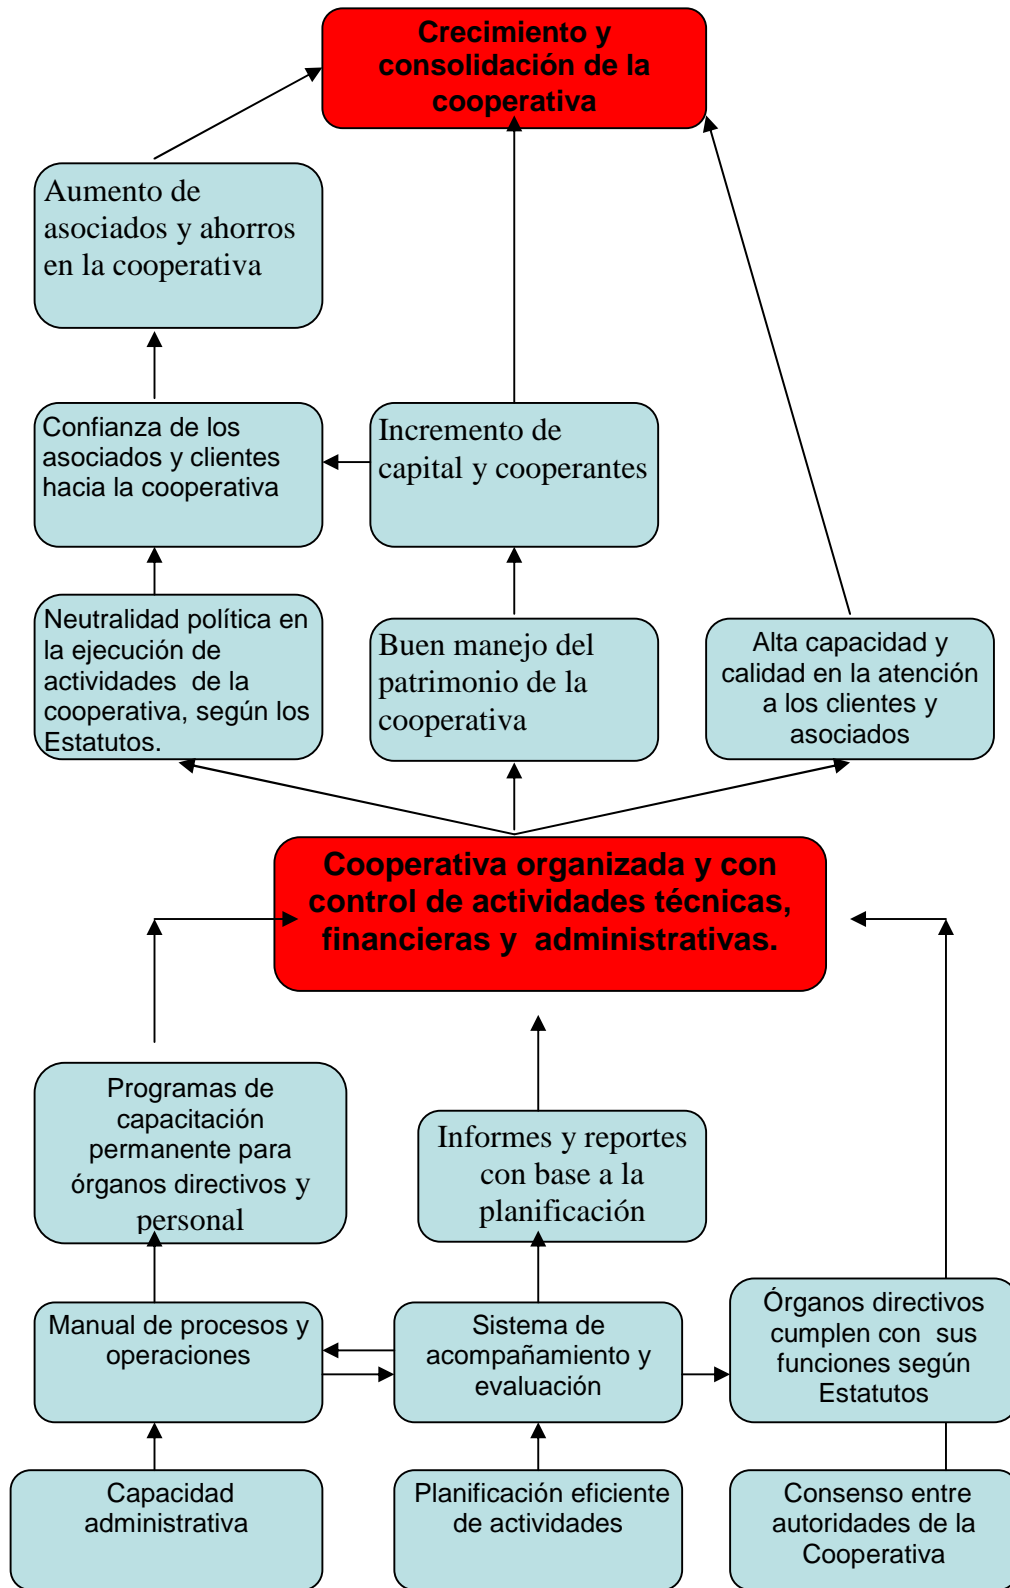 Crecimiento y
consolidación de la
cooperativa
Aumento de
asociados y ahorros
en la cooperativa
Confianza de los
asociados y clientes
hacia la cooperativa
Incremento de
capital y cooperantes
Neutralidad política en
la ejecución de
actividades de la
cooperativa, según los
Estatutos.
Buen manejo del
patrimonio de la
cooperativa
Alta capacidad y
calidad en la atención
a los clientes y
asociados
Cooperativa organizada y con
control de actividades técnicas,
financieras y administrativas.
Programas de
capacitación
permanente para
órganos directivos y
personal
Informes y reportes
con base a la
planificación
Manual de procesos y
operaciones
Sistema de
acompañamiento y
evaluación
Órganos directivos
cumplen con sus
funciones según
Estatutos
Capacidad
administrativa
Planificación eficiente
de actividades
Consenso entre
autoridades de la
Cooperativa